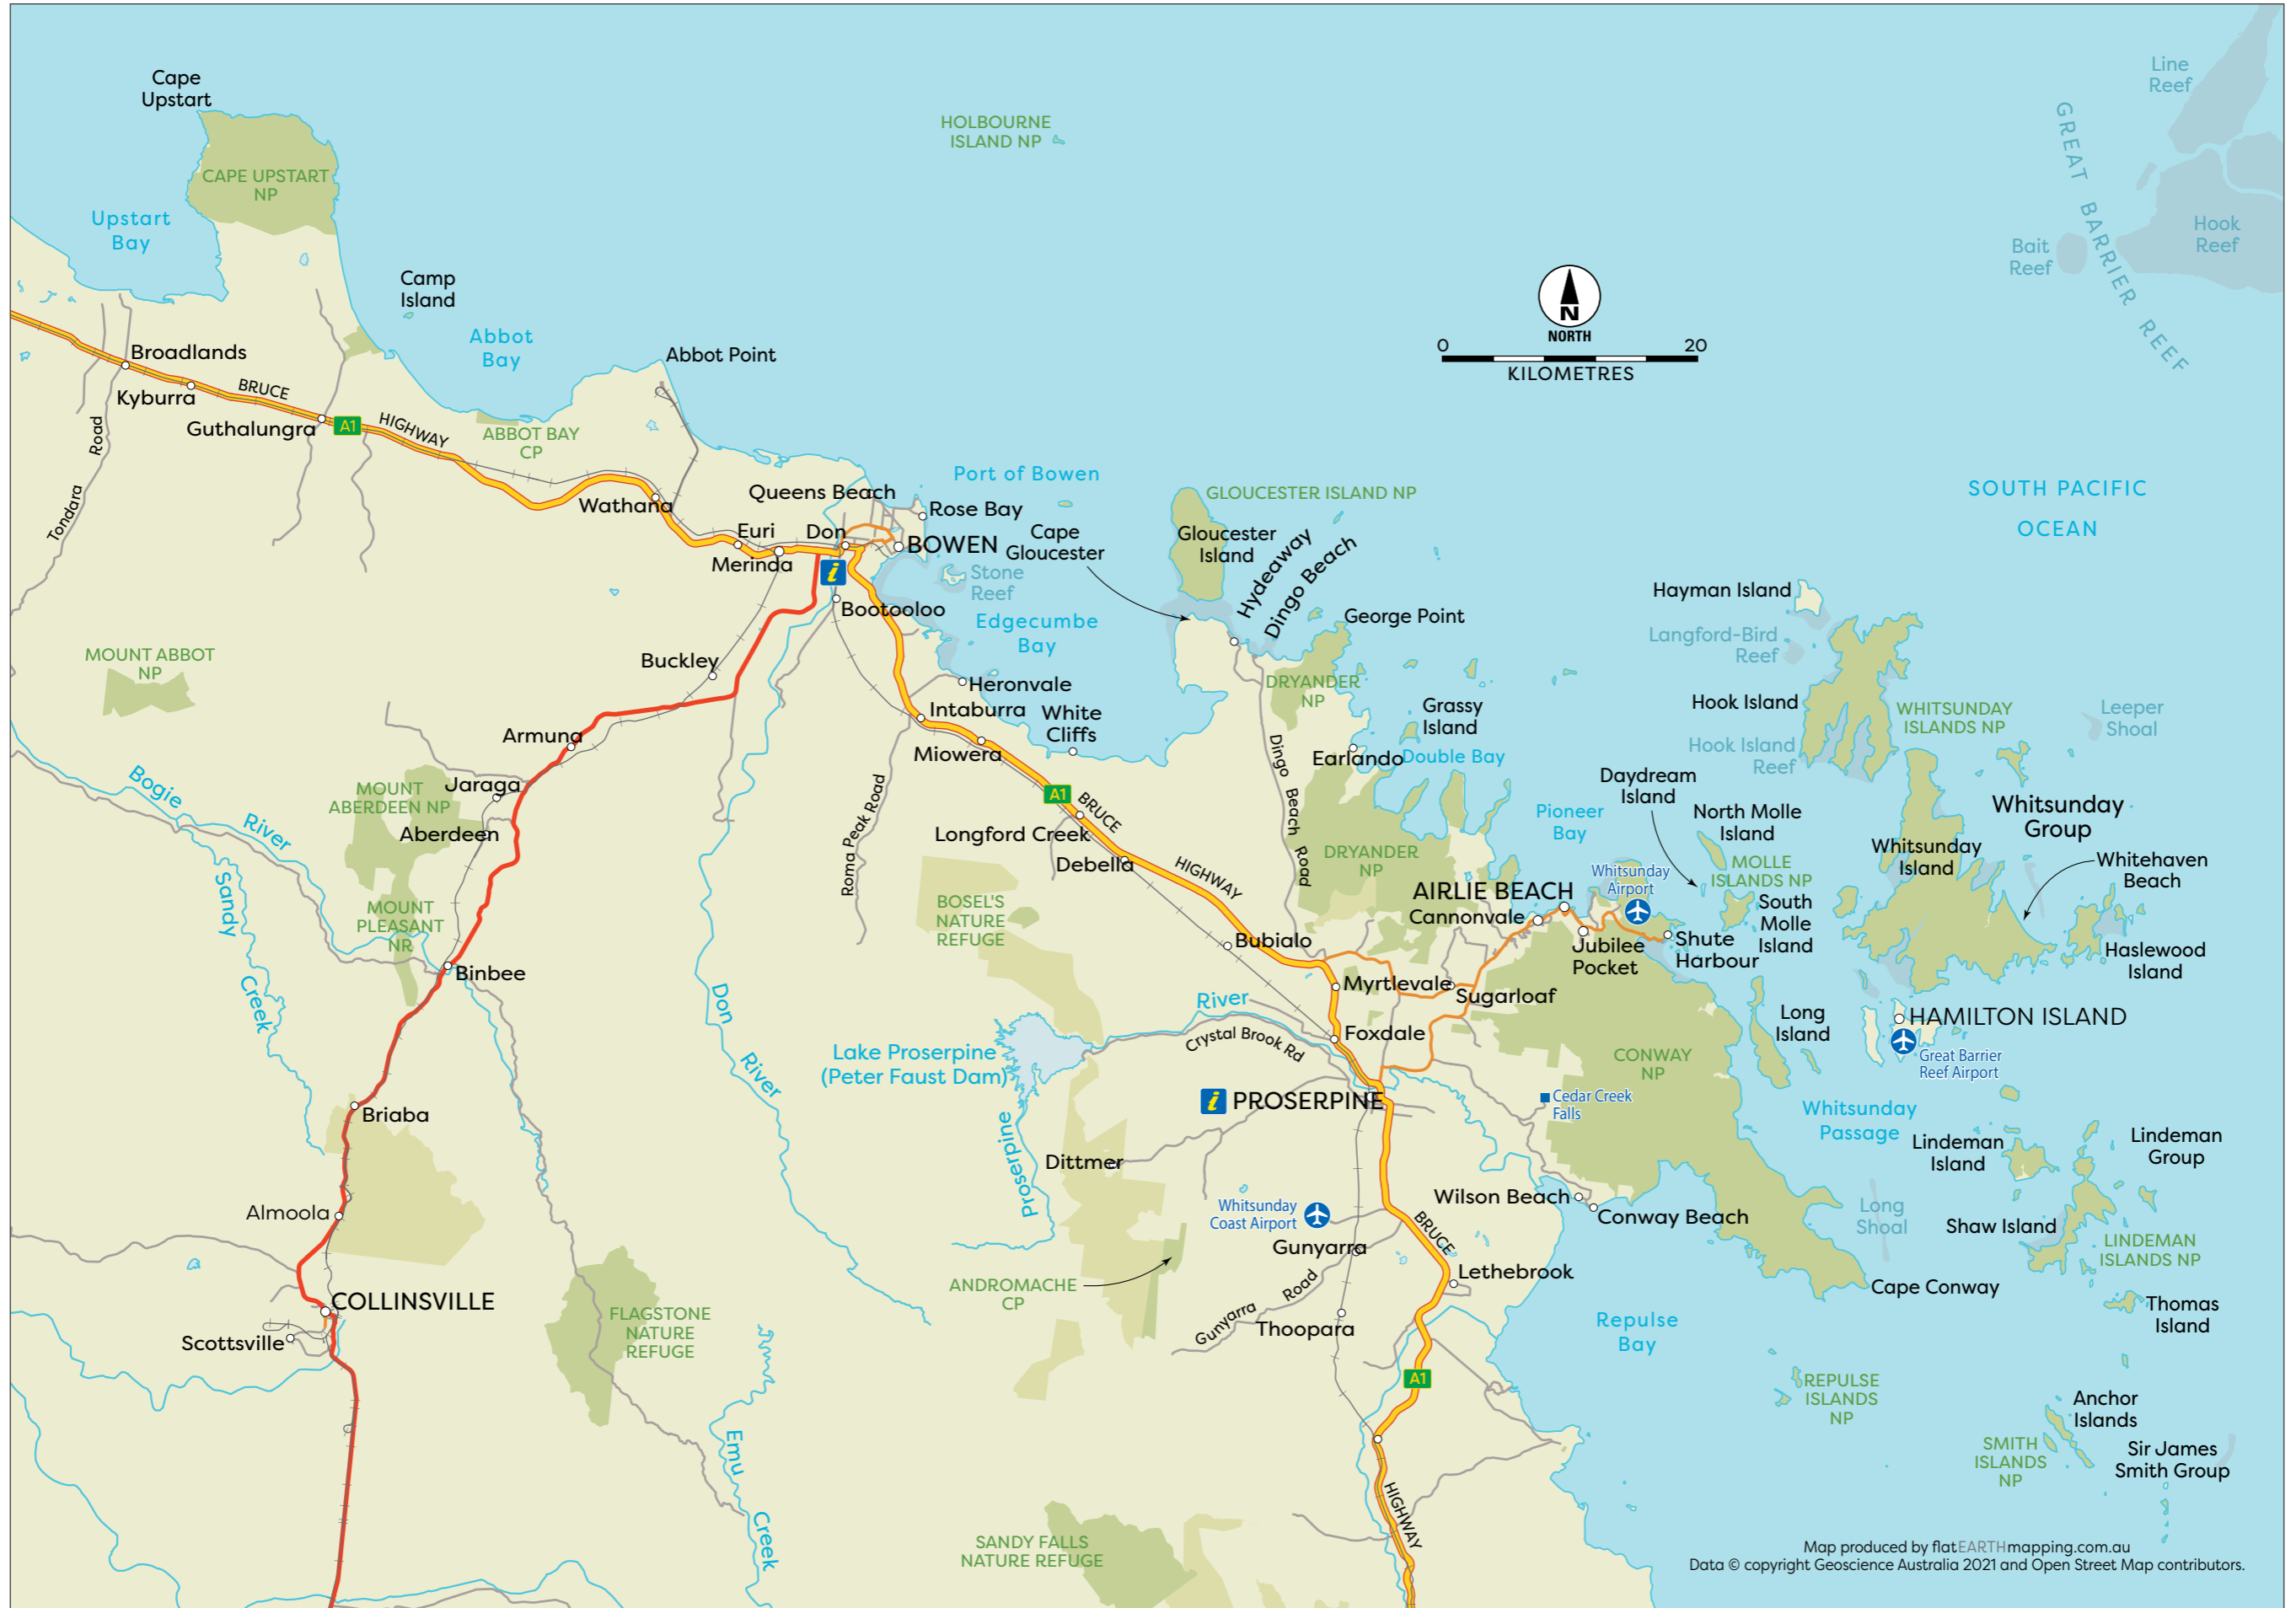 Cape
Upstart
CAPE UPSTART
NP
Upstart
Bay
HOLBOURNE
ISLAND NP
Line
Reef
GREAT BARRIER REEF
Hook
Reef
Bait
Reef
Camp
Island
Abbot
Bay
Abbot Point
N
NORTH
0 20
KILOMETRES
Broadlands
Kyburra
BRUCE
HIGHWAY
Guthalungra
A1
ABBOT BAY
CP
Tondara
Road
Wathana
Queens Beach
Port of Bowen
Rose Bay
Euri
Don
BOWEN
Merinda
i
Stone
Reef
Bootooloo
Edgecumbe
Bay
Cape
Gloucester
GLOUCESTER ISLAND NP
Gloucester
Island
Hydeaway
Dingo Beach
George Point
SOUTH PACIFIC
OCEAN
Hayman Island
Langford-Bird
Reef
Hook Island
Hook Island
Reef
WHITSUNDAY
ISLANDS NP
Leeper
Shoal
MOUNT ABBOT
NP
Buckley
Heronvale
Intaburra
White
Cliffs
Miowera
DRYANDER
NP
Grassy
Island
Earlando
Double Bay
Armuna
Jaraga
MOUNT
ABERDEEN NP
Aberdeen
Bogie
River
Sandy
Creek
MOUNT
PLEASANT
NR
Binbee
Roma Peak Road
A1
BRUCE
HIGHWAY
Longford Creek
Debella
Dingo Beach Road
DRYANDER
NP
Pioneer
Bay
Daydream
Island
North Molle
Island
MOLLE
ISLANDS NP
South
Molle
Island
Whitsunday
Group
Whitsunday
Island
Whitehaven
Beach
Haslewood
Island
BOSEL'S
NATURE
REFUGE
Bubialo
AIRLIE BEACH
Cannonvale
Whitsunday
Airport
Jubilee
Pocket
Shute
Harbour
Myrtlevale
Sugarloaf
Foxdale
River
Crystal Brook Rd
Lake Proserpine
(Peter Faust Dam)
Proserpine
Don
River
i
PROSERPINE
Long
Island
HAMILTON ISLAND
Great Barrier
Reef Airport
CONWAY
NP
Cedar Creek
Falls
Whitsunday
Passage
Lindeman
Island
Lindeman
Group
Briaba
Dittmer
Almoola
Whitsunday
Coast Airport
Wilson Beach
Conway Beach
Long
Shoal
Shaw Island
LINDEMAN
ISLANDS NP
BRUCE
Gunyarra
Lethebrook
Cape Conway
Thomas
Island
ANDROMACHE
CP
Gunyarra
Road
Thoopara
COLLINSVILLE
Scottsville
FLAGSTONE
NATURE
REFUGE
Repulse
Bay
A1
REPULSE
ISLANDS
NP
Anchor
Islands
SMITH
ISLANDS
NP
Sir James
Smith Group
Emu
Creek
HIGHWAY
SANDY FALLS
NATURE REFUGE
Map produced by flatEARTHmapping.com.au
Data © copyright Geoscience Australia 2021 and Open Street Map contributors.